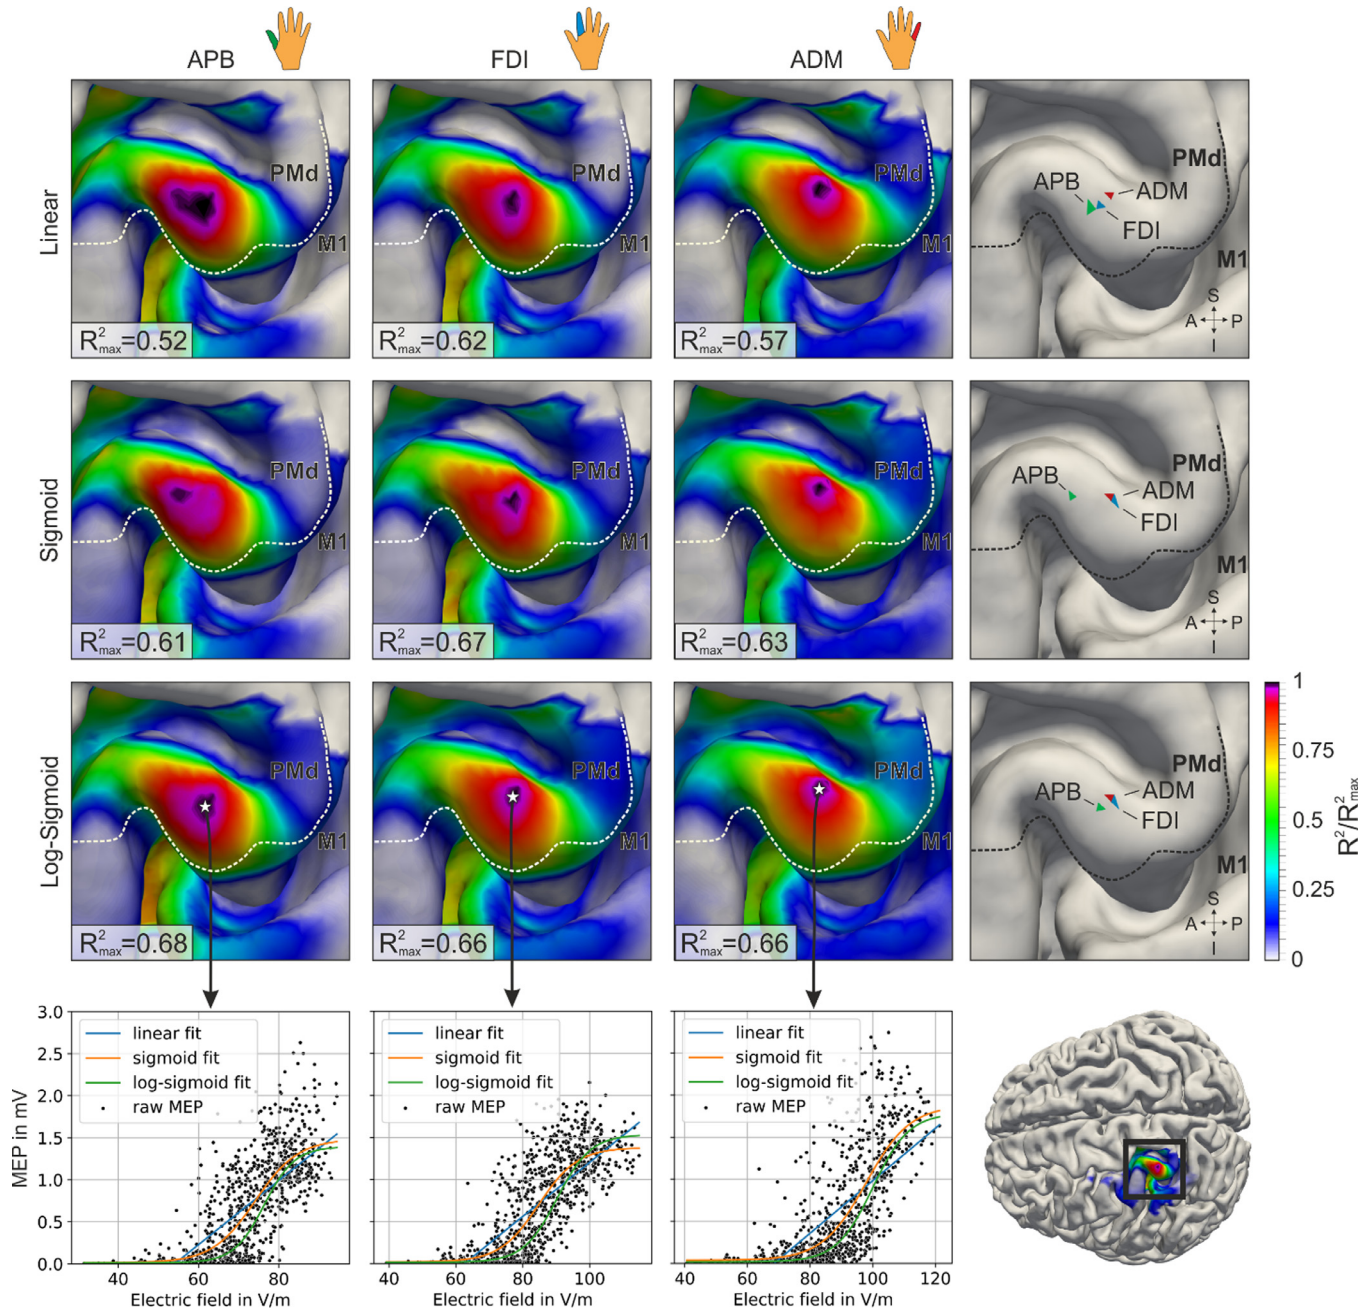 APB FDI ADM
Linear
PMd
M1
R²max=0.52
PMd
M1
R²max=0.62
PMd
M1
R²max=0.57
PMd
APB ADM
FDI
M1
S
A P
I
Sigmoid
PMd
M1
R²max=0.61
PMd
M1
R²max=0.67
PMd
M1
R²max=0.63
PMd
APB ADM
FDI
M1
S
A P
I
Log-Sigmoid
PMd
M1
R²max=0.68
PMd
M1
R²max=0.66
PMd
M1
R²max=0.66
PMd
APB ADM
FDI
M1
S
A P
I
1
0.75
0.5
0.25
0
R²/R²max
MEP in mV
3.0
2.5
2.0
1.5
1.0
0.5
0.0
linear fit
sigmoid fit
log-sigmoid fit
raw MEP
40 60 80
Electric field in V/m
linear fit
sigmoid fit
log-sigmoid fit
raw MEP
40 60 80 100
Electric field in V/m
linear fit
sigmoid fit
log-sigmoid fit
raw MEP
40 60 80 100 120
Electric field in V/m